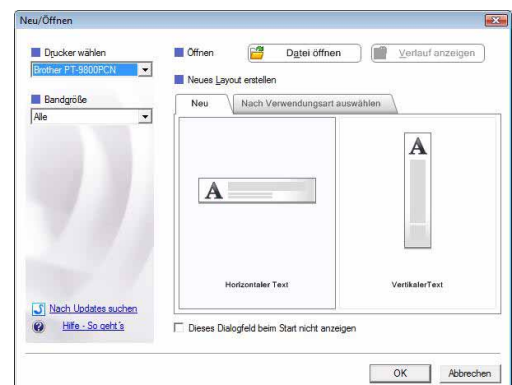 Neu/Öffnen
Drucker wählen
Brother PT-9800PCN
Bandgröße
Alle
Nach Updates suchen
Hilfe - So geht´s
Öffnen
Datei öffnen
Verlauf anzeigen
Neues Layout erstellen
Neu
Nach Verwendungsart auswählen
A
Horizontaler Text
A
VertikalerText
Dieses Dialogfeld beim Start nicht anzeigen
OK
Abbrechen